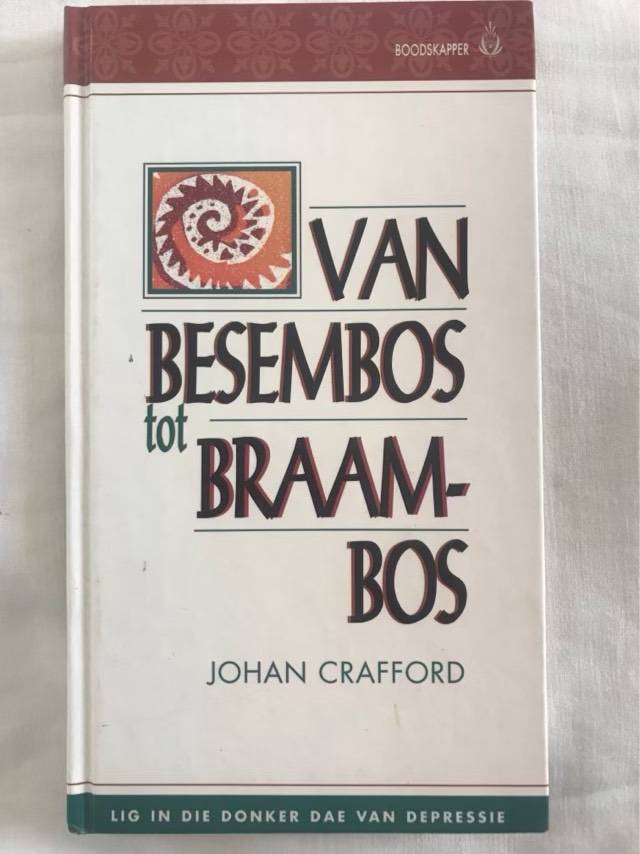 BOODSKAPPER
VAN
BESEMBOS
tot
BRAAM-
BOS
JOHAN CRAFFORD
LIG IN DIE DONKER DAE VAN DEPRESSIE